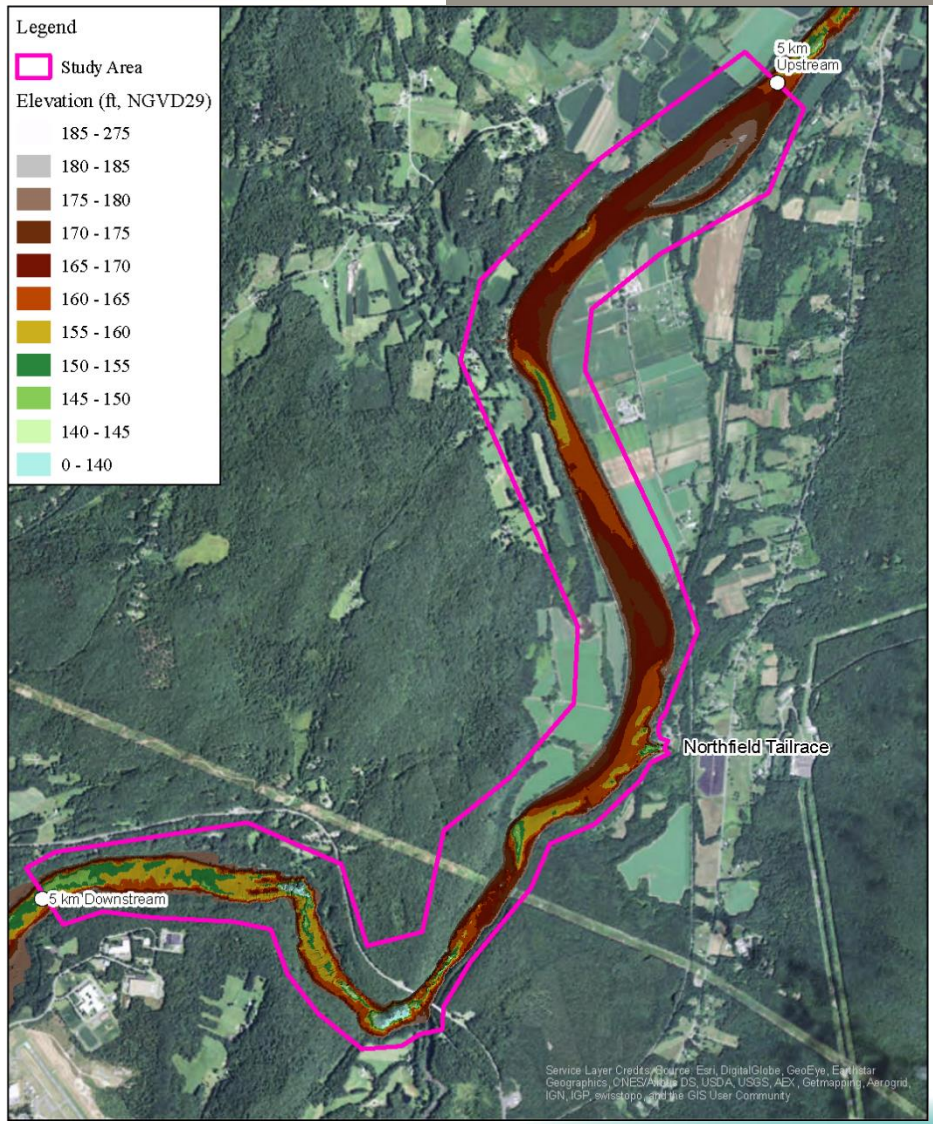 Legend
Study Area
Elevation (ft, NGVD29)
185 - 275
180 - 185
175 - 180
170 - 175
165 - 170
160 - 165
155 - 160
150 - 155
145 - 150
140 - 145
0 - 140
5 km
Upstream
Northfield Tailrace
5 km Downstream
Service Layer Credits: Source: Esri, DigitalGlobe, GeoEye, Earthstar
Geographics, CNES/Airbus DS, USDA, USGS, AEX, Getmapping, Aerogrid,
IGN, IGP, swisstopo, and the GIS User Community